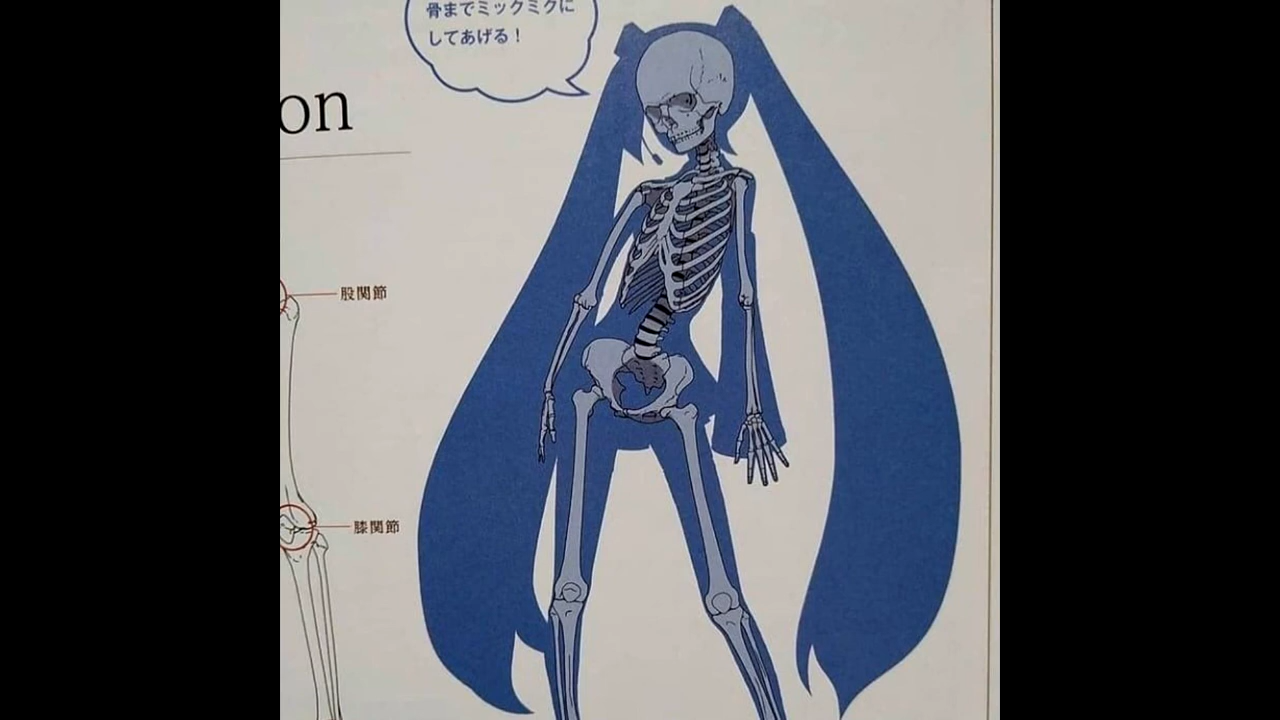 骨までミックミクに
してあげる！
on
股関節
膝関節